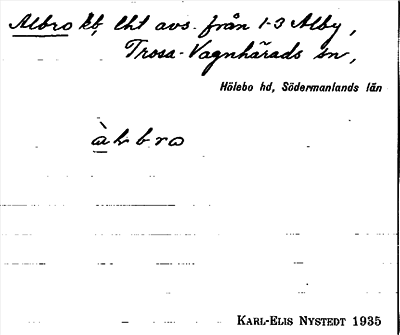 Albro kb, lht avs. från 1-3 Alby,
Trosa-Vagnhärads sn,
Hölebo hd, Södermanlands län
KARL-ELIS NYSTEDT 1935